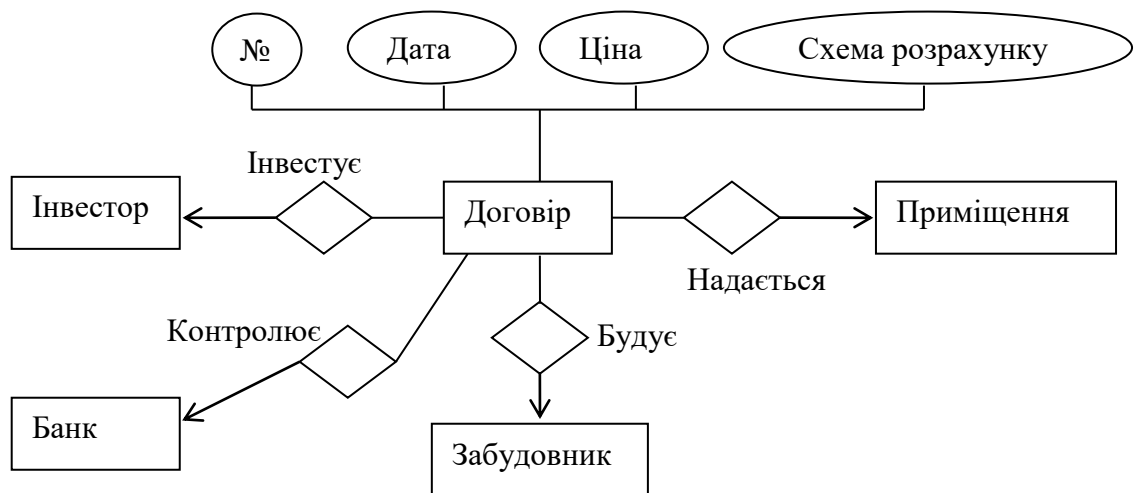 №
Дата
Ціна
Схема розрахунку
Інвестує
Інвестор
Договір
Приміщення
Надається
Контролює
Будує
Банк
Забудовник